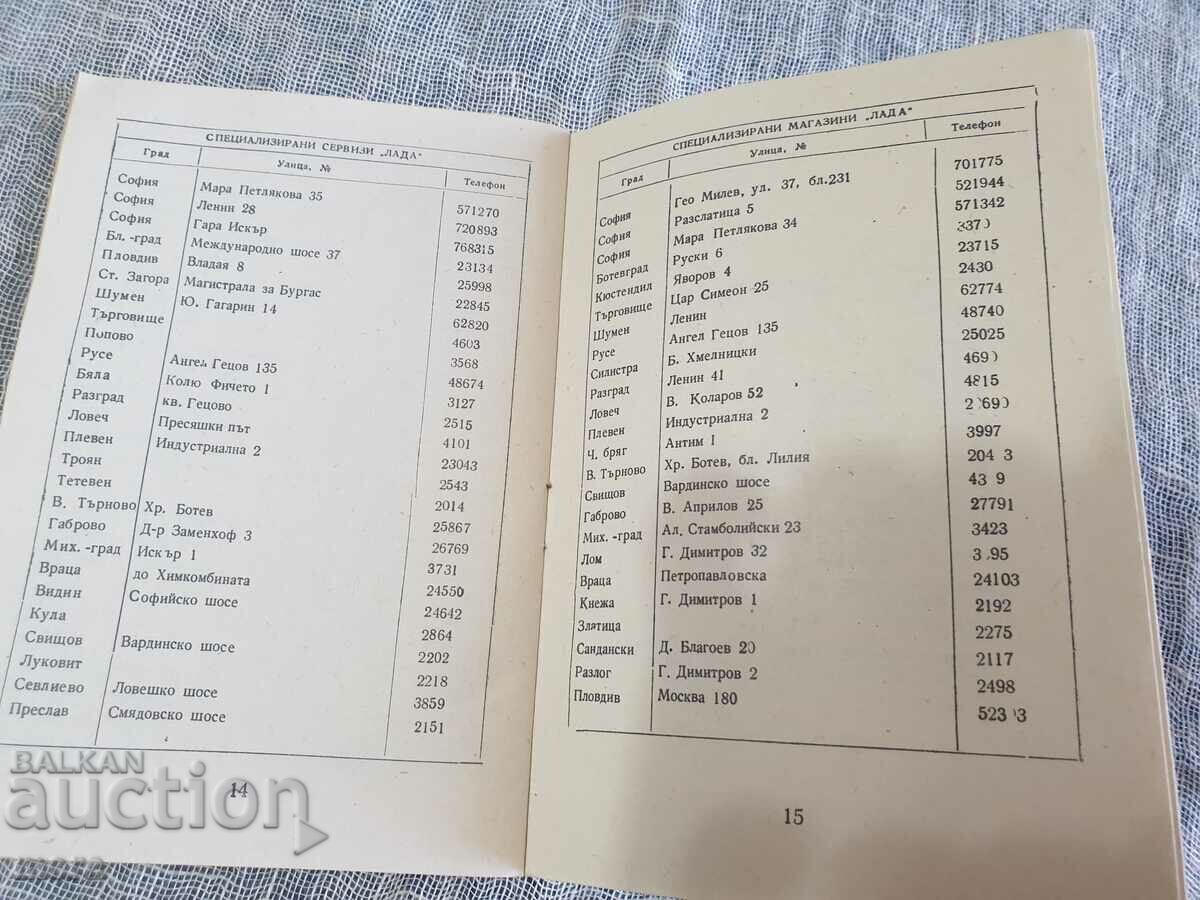 СПЕЦИАЛИЗИРАНИ СЕРВИЗИ „ЛАДА"
Град Улица, № Телефон
София Мара Петлякова 35 571270
София Ленин 28 720893
София Гара Искър 768315
Бл.-град Международно шосе 37 23134
Пловдив Владая 8 25998
Ст. Загора Магистрала за Бургас 22845
Шумен Ю. Гагарин 14 62820
Търговище 4603
Попово 3568
Русе Ангел Гецов 135 48674
Бяла Колю Фичето 1 3127
Разград кв. Гецово 2515
Ловеч Пресяшки път 4101
Плевен Индустриална 2 23043
Троян 2543
Тетевен 2014
В. Търново Хр. Ботев 25867
Габрово Д-р Заменхоф 3 26769
Мих.-град Искър 1 3731
Враца до Химкомбината 24550
Видин Софийско шосе 24642
Кула 2864
Свищов Вардинско шосе 2202
Луковит 2218
Севлиево Ловешко шосе 3859
Преслав Смядовско шосе 2151
14
СПЕЦИАЛИЗИРАНИ МАГАЗИНИ „ЛАДА"
Град Улица, № Телефон
София Гео Милев, ул. 37, бл.231 701775
София Разслатица 5 521944
София Мара Петлякова 34 571342
Ботевград Руски 6
Кюстендил Яворов 4 23715
Търговище Цар Симеон 25 2430
Шумен Ленин 62774
Русе Ангел Гецов 135 48740
Силистра Б. Хмелницки 25025
Разград Ленин 41 4690
Ловеч В. Коларов 52 4815
Плевен Индустриална 2
Ч. бряг Антим 1 3997
В. Търново Хр. Ботев, бл. Лилия 204 3
Свищов Вардинско шосе 43 9
Габрово В. Априлов 25 27791
Мих.-град Ал. Стамболийски 23 3423
Лом Г. Димитров 32
Враца Петропавловска 24103
Кнежа Г. Димитров 1 2192
Златица 2275
Сандански Д. Благоев 20 2117
Разлог Г. Димитров 2 2498
Пловдив Москва 180
15
BALKAN
auction